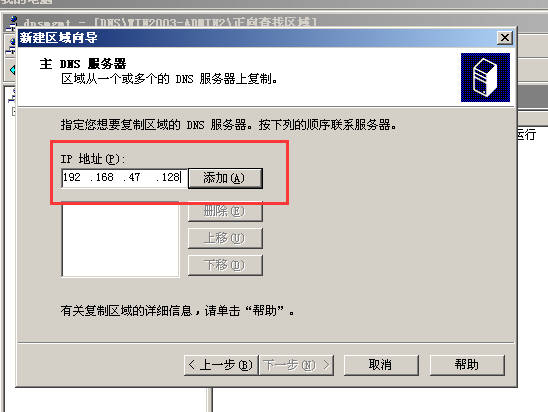 dnsmgmt - [DNS\WIN2003-ADMIN2\正向查找区域]
新建区域向导
主 DNS 服务器
区域从一个或多个的 DNS 服务器上复制。
指定您想要复制区域的 DNS 服务器。按下列的顺序联系服务器。
运行
IP 地址(P):
192 .168 .47 .128
添加(A)
删除(E)
上移(U)
下移(D)
有关复制区域的详细信息，请单击“帮助”。
< 上一步(B) 下一步(N) > 取消 帮助